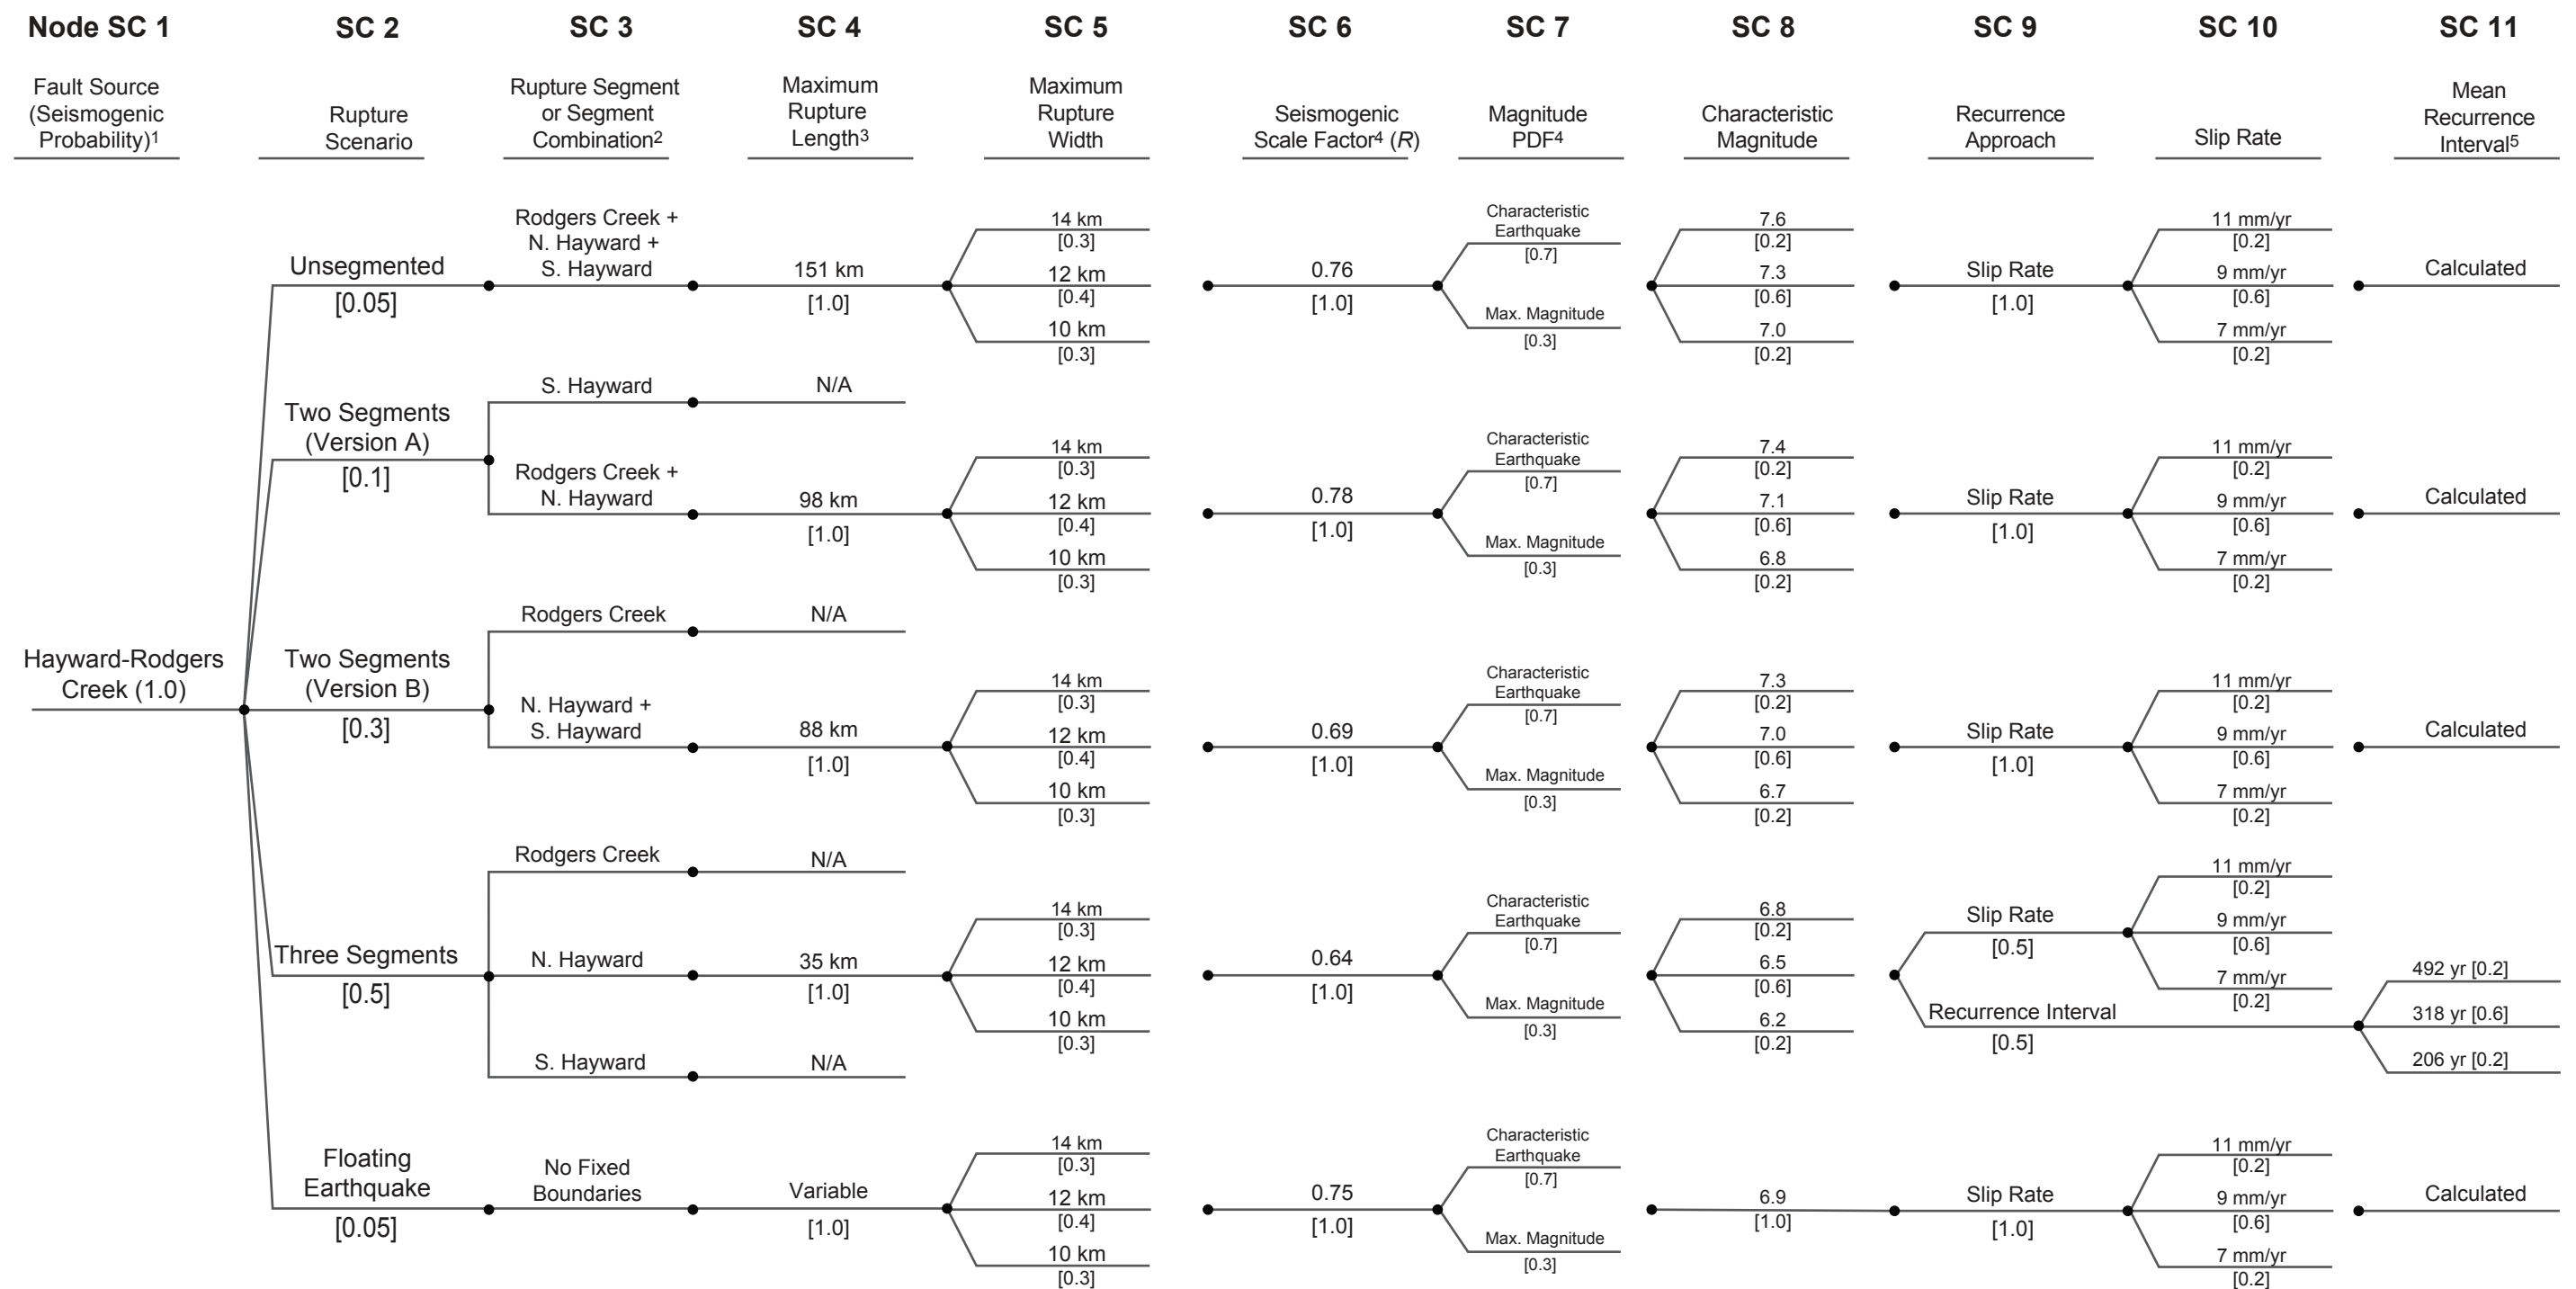 Node SC 1
SC 2
SC 3
SC 4
SC 5
SC 6
SC 7
SC 8
SC 9
SC 10
SC 11
Fault Source
(Seismogenic
Probability)1
Rupture
Scenario
Rupture Segment
or Segment
Combination2
Maximum
Rupture
Length3
Maximum
Rupture
Width
Seismogenic
Scale Factor4 (R)
Magnitude
PDF4
Characteristic
Magnitude
Recurrence
Approach
Slip Rate
Mean
Recurrence
Interval5
Hayward-Rodgers
Creek (1.0)
Unsegmented
[0.05]
Rodgers Creek +
N. Hayward +
S. Hayward
151 km
[1.0]
14 km
[0.3]
12 km
[0.4]
10 km
[0.3]
0.76
[1.0]
Characteristic
Earthquake
[0.7]
Max. Magnitude
[0.3]
7.6
[0.2]
7.3
[0.6]
7.0
[0.2]
Slip Rate
[1.0]
11 mm/yr
[0.2]
9 mm/yr
[0.6]
7 mm/yr
[0.2]
Calculated
Two Segments
(Version A)
[0.1]
S. Hayward
N/A
Rodgers Creek +
N. Hayward
98 km
[1.0]
14 km
[0.3]
12 km
[0.4]
10 km
[0.3]
0.78
[1.0]
Characteristic
Earthquake
[0.7]
Max. Magnitude
[0.3]
7.4
[0.2]
7.1
[0.6]
6.8
[0.2]
Slip Rate
[1.0]
11 mm/yr
[0.2]
9 mm/yr
[0.6]
7 mm/yr
[0.2]
Calculated
Two Segments
(Version B)
[0.3]
Rodgers Creek
N/A
N. Hayward +
S. Hayward
88 km
[1.0]
14 km
[0.3]
12 km
[0.4]
10 km
[0.3]
0.69
[1.0]
Characteristic
Earthquake
[0.7]
Max. Magnitude
[0.3]
7.3
[0.2]
7.0
[0.6]
6.7
[0.2]
Slip Rate
[1.0]
11 mm/yr
[0.2]
9 mm/yr
[0.6]
7 mm/yr
[0.2]
Calculated
Three Segments
[0.5]
Rodgers Creek
N/A
N. Hayward
35 km
[1.0]
S. Hayward
N/A
14 km
[0.3]
12 km
[0.4]
10 km
[0.3]
0.64
[1.0]
Characteristic
Earthquake
[0.7]
Max. Magnitude
[0.3]
6.8
[0.2]
6.5
[0.6]
6.2
[0.2]
Slip Rate
[0.5]
11 mm/yr
[0.2]
9 mm/yr
[0.6]
7 mm/yr
[0.2]
Recurrence Interval
[0.5]
492 yr [0.2]
318 yr [0.6]
206 yr [0.2]
Floating
Earthquake
[0.05]
No Fixed
Boundaries
Variable
[1.0]
14 km
[0.3]
12 km
[0.4]
10 km
[0.3]
0.75
[1.0]
Characteristic
Earthquake
[0.7]
Max. Magnitude
[0.3]
6.9
[1.0]
Slip Rate
[1.0]
11 mm/yr
[0.2]
9 mm/yr
[0.6]
7 mm/yr
[0.2]
Calculated